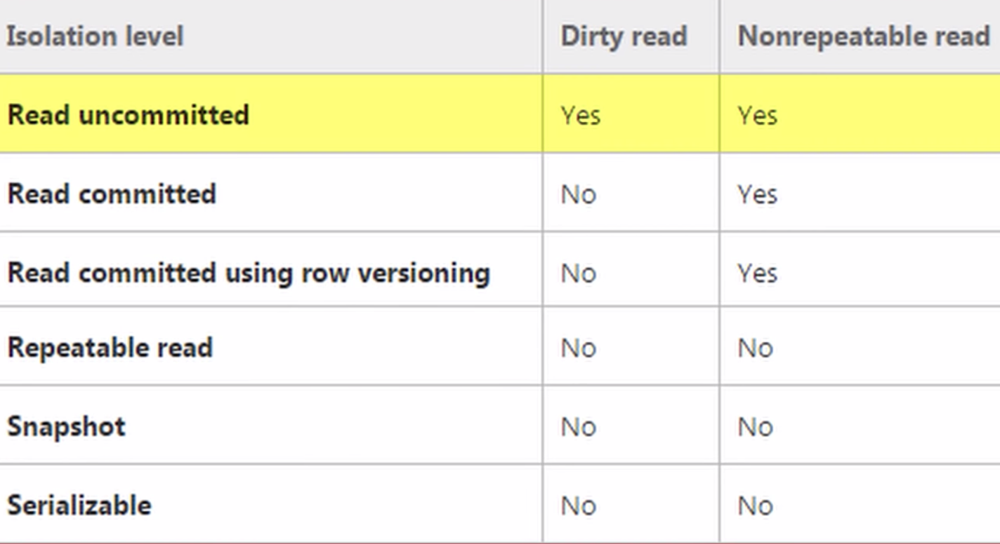 Isolation level Dirty read Nonrepeatable read
Read uncommitted Yes Yes
Read committed No Yes
Read committed using row versioning No Yes
Repeatable read No No
Snapshot No No
Serializable No No